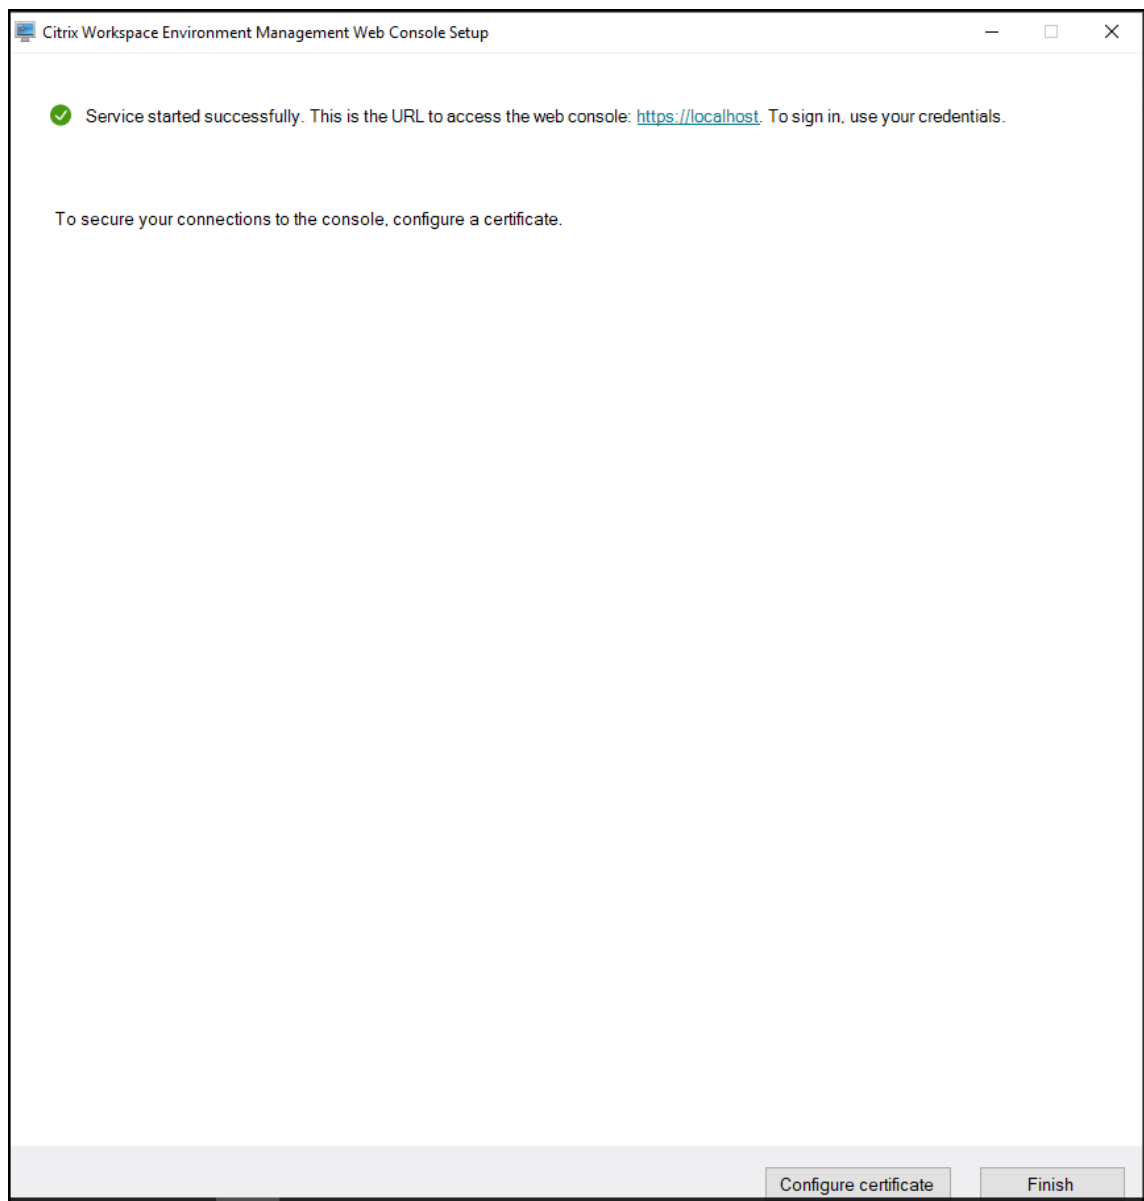 Citrix Workspace Environment Management Web Console Setup
Service started successfully. This is the URL to access the web console: https://localhost. To sign in, use your credentials.
To secure your connections to the console, configure a certificate.
Configure certificate
Finish